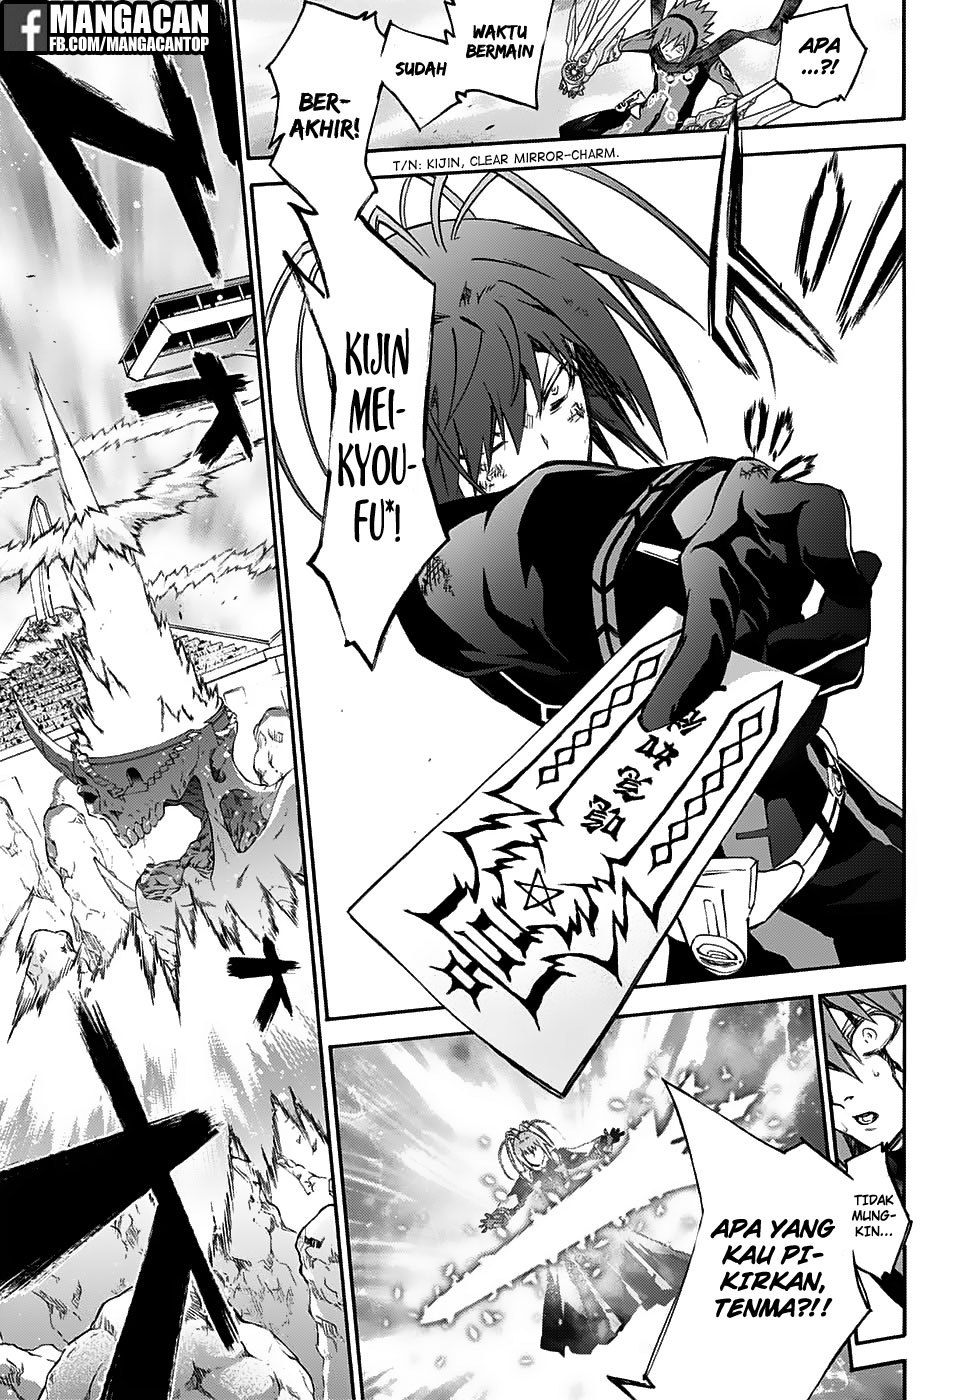 MANGACAN
FB.COM/MANGACANTOP
APA
...?!
WAKTU
BERMAIN
SUDAH
BER-
AKHIR!
T/N: KIJIN, CLEAR MIRROR-CHARM.
KIJIN
MEI-
KYOU-
FU*!
TIDAK
MUNG-
KIN...
APA YANG
KAU PI-
KIRKAN,
TENMA?!!